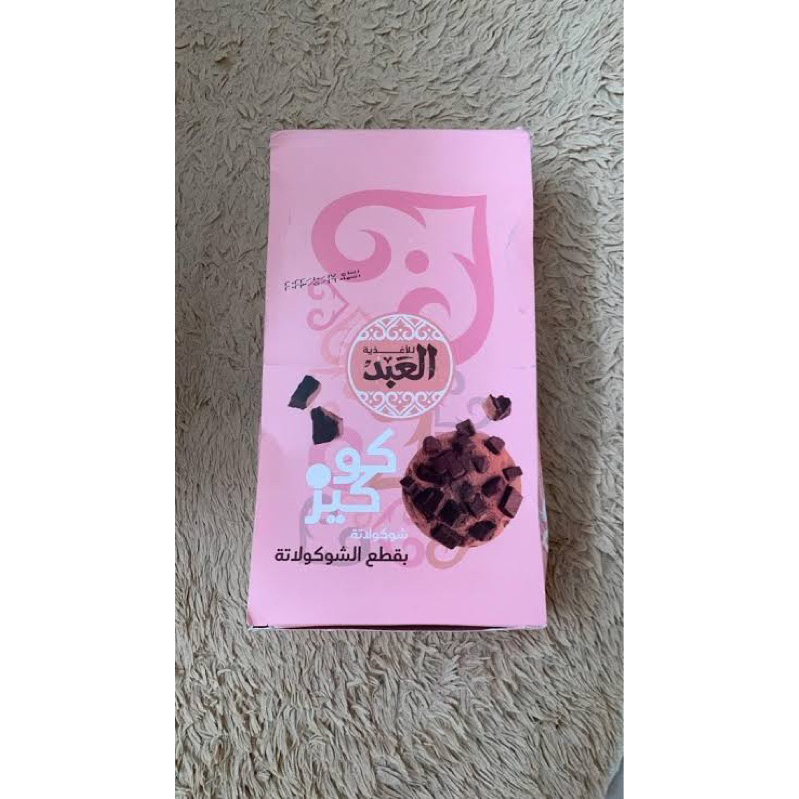 للأغذية
العبد
كو
كيز
شوكولاتة
بقطع الشوكولاتة